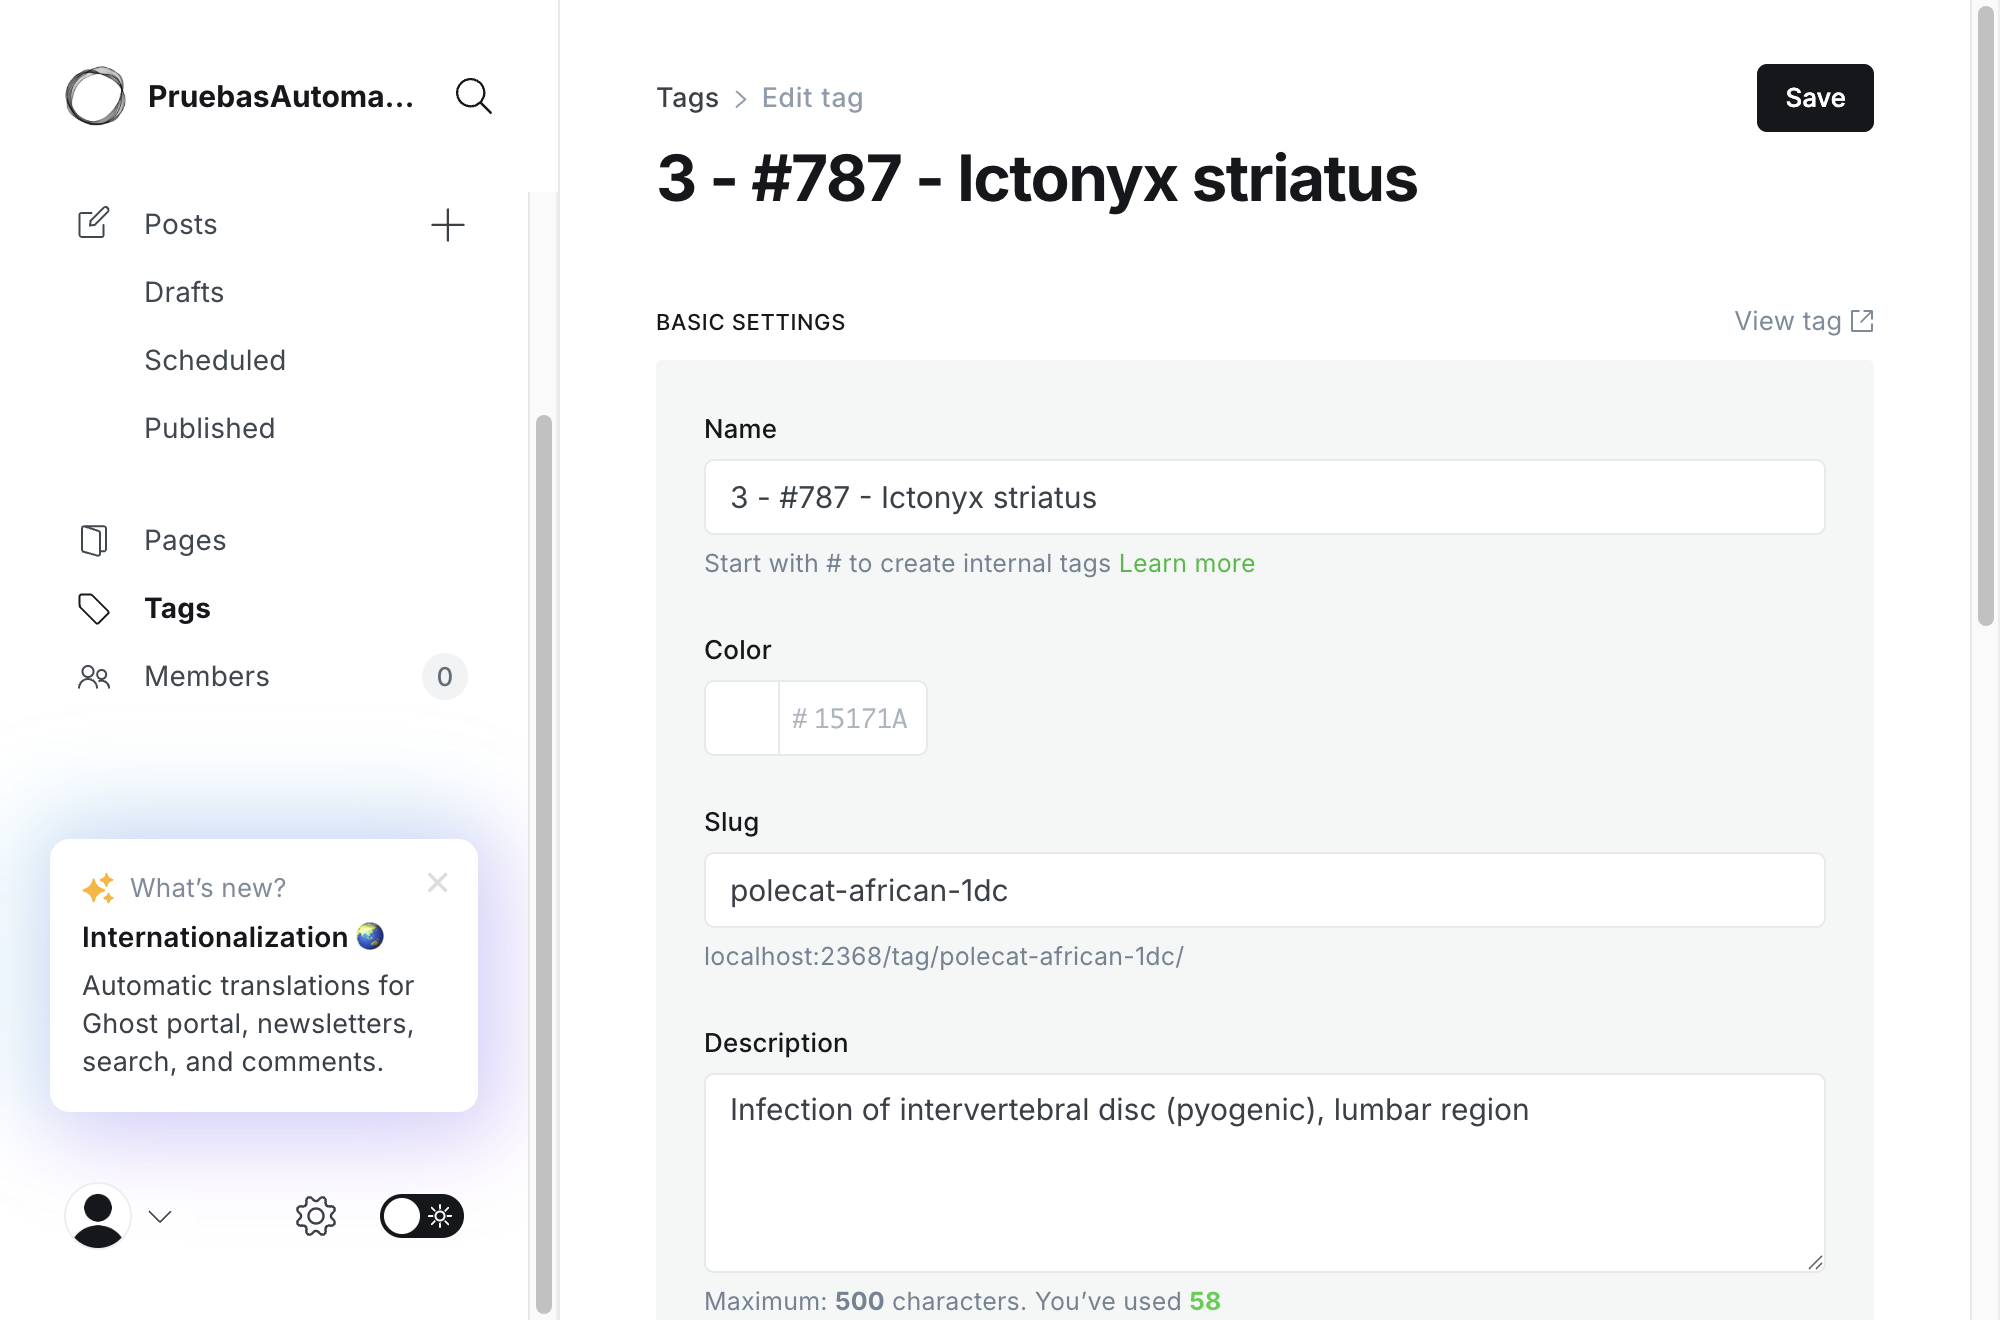 PruebasAutoma...
Posts
Drafts
Scheduled
Published
Pages
Tags
Members
0
What's new?
Internationalization 🌏
Automatic translations for
Ghost portal, newsletters,
search, and comments.
Tags > Edit tag
Save
3 - #787 - Ictonyx striatus
BASIC SETTINGS
View tag
Name
3 - #787 - Ictonyx striatus
Start with # to create internal tags Learn more
Color
# 15171A
Slug
polecat-african-1dc
localhost:2368/tag/polecat-african-1dc/
Description
Infection of intervertebral disc (pyogenic), lumbar region
Maximum: 500 characters. You've used 58